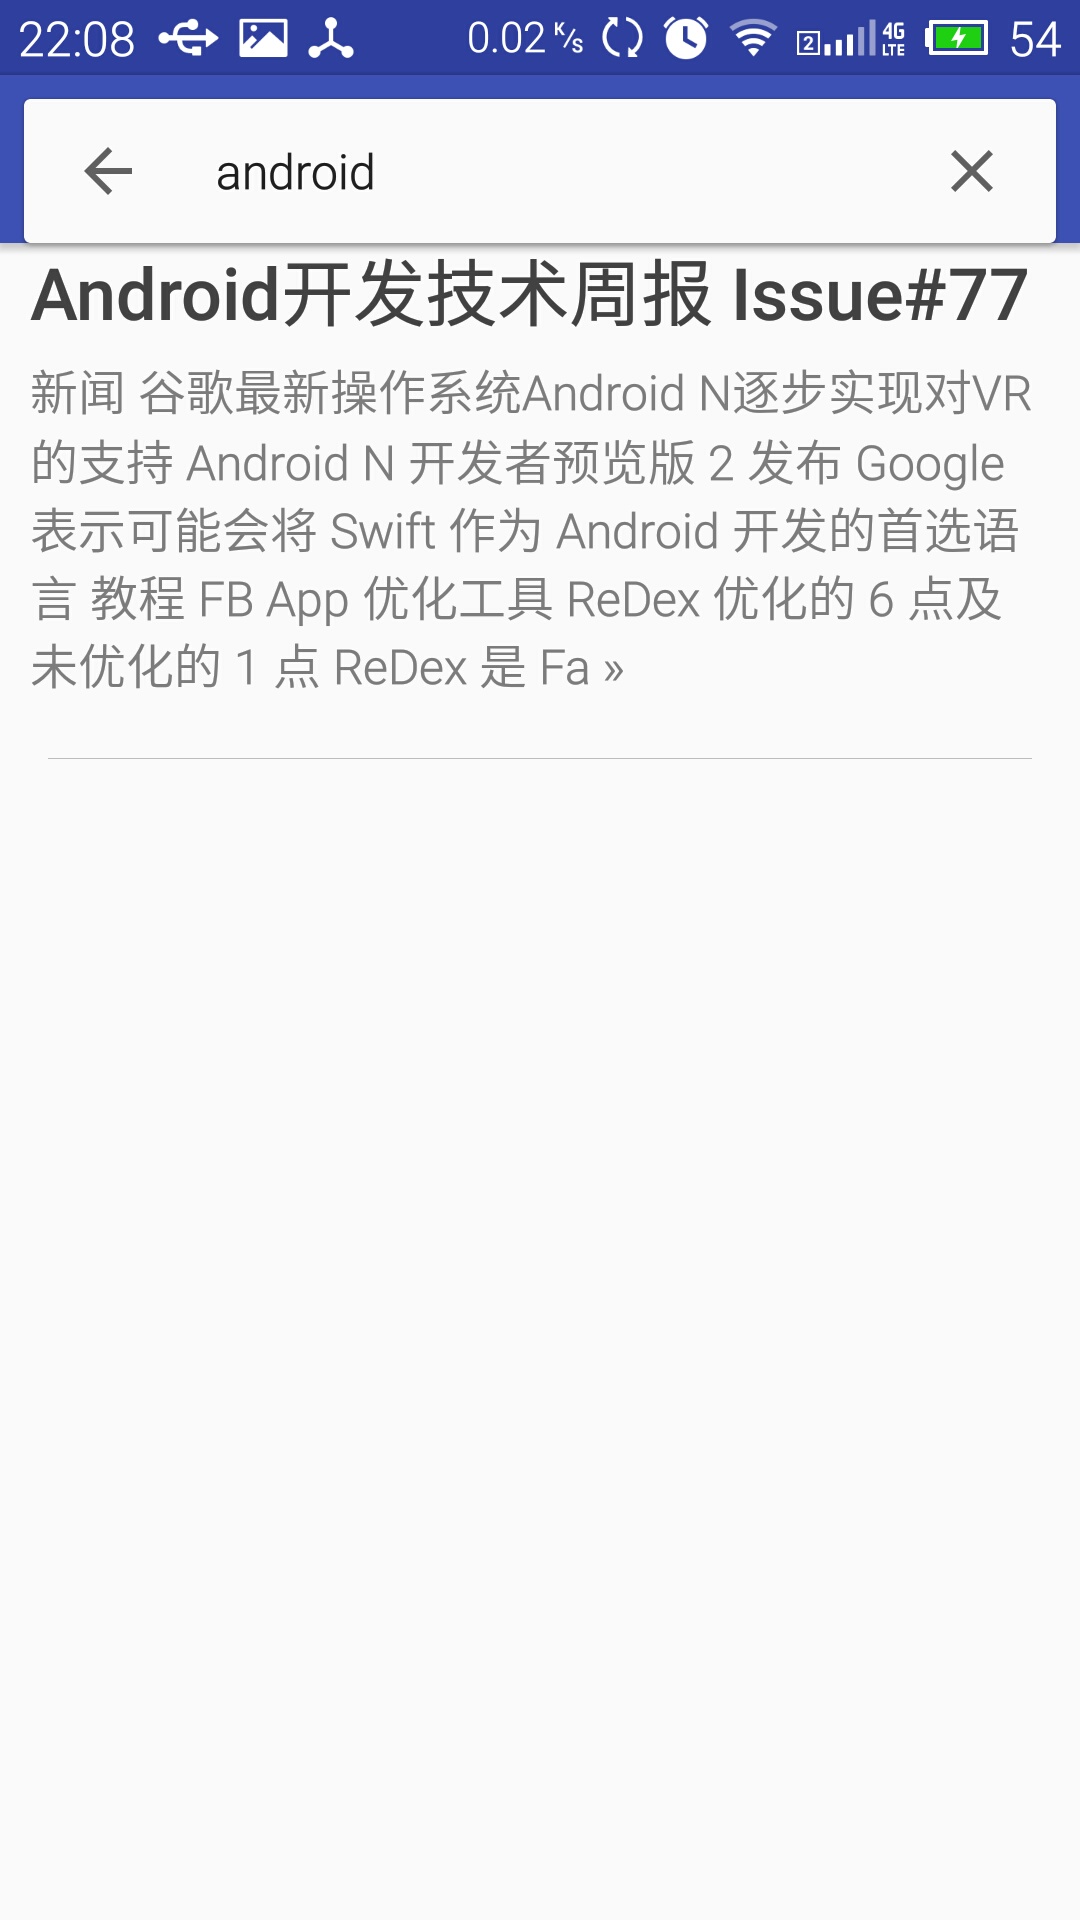 22:08 0.02 K/s 2 4G LTE 54
android
Android开发技术周报 Issue#77
新闻 谷歌最新操作系统Android N逐步实现对VR
的支持 Android N 开发者预览版 2 发布 Google
表示可能会将 Swift 作为 Android 开发的首选语
言 教程 FB App 优化工具 ReDex 优化的 6 点及
未优化的 1 点 ReDex 是 Fa »